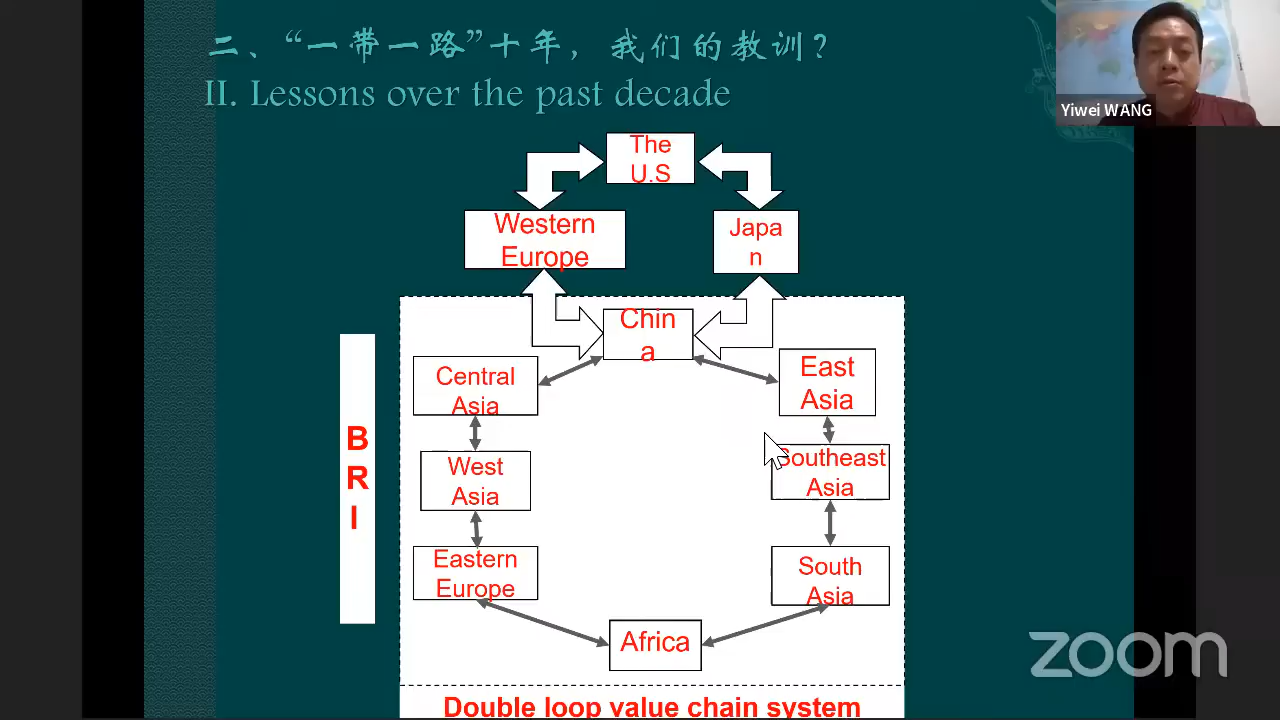 二、“一带一路”十年，我们的教训？
II. Lessons over the past decade
Yiwei WANG
The
U.S
Western
Europe
Japa
n
Chin
a
Central
Asia
East
Asia
B
R
I
West
Asia
Southeast
Asia
Eastern
Europe
South
Asia
Africa
zoom
Double loop value chain system